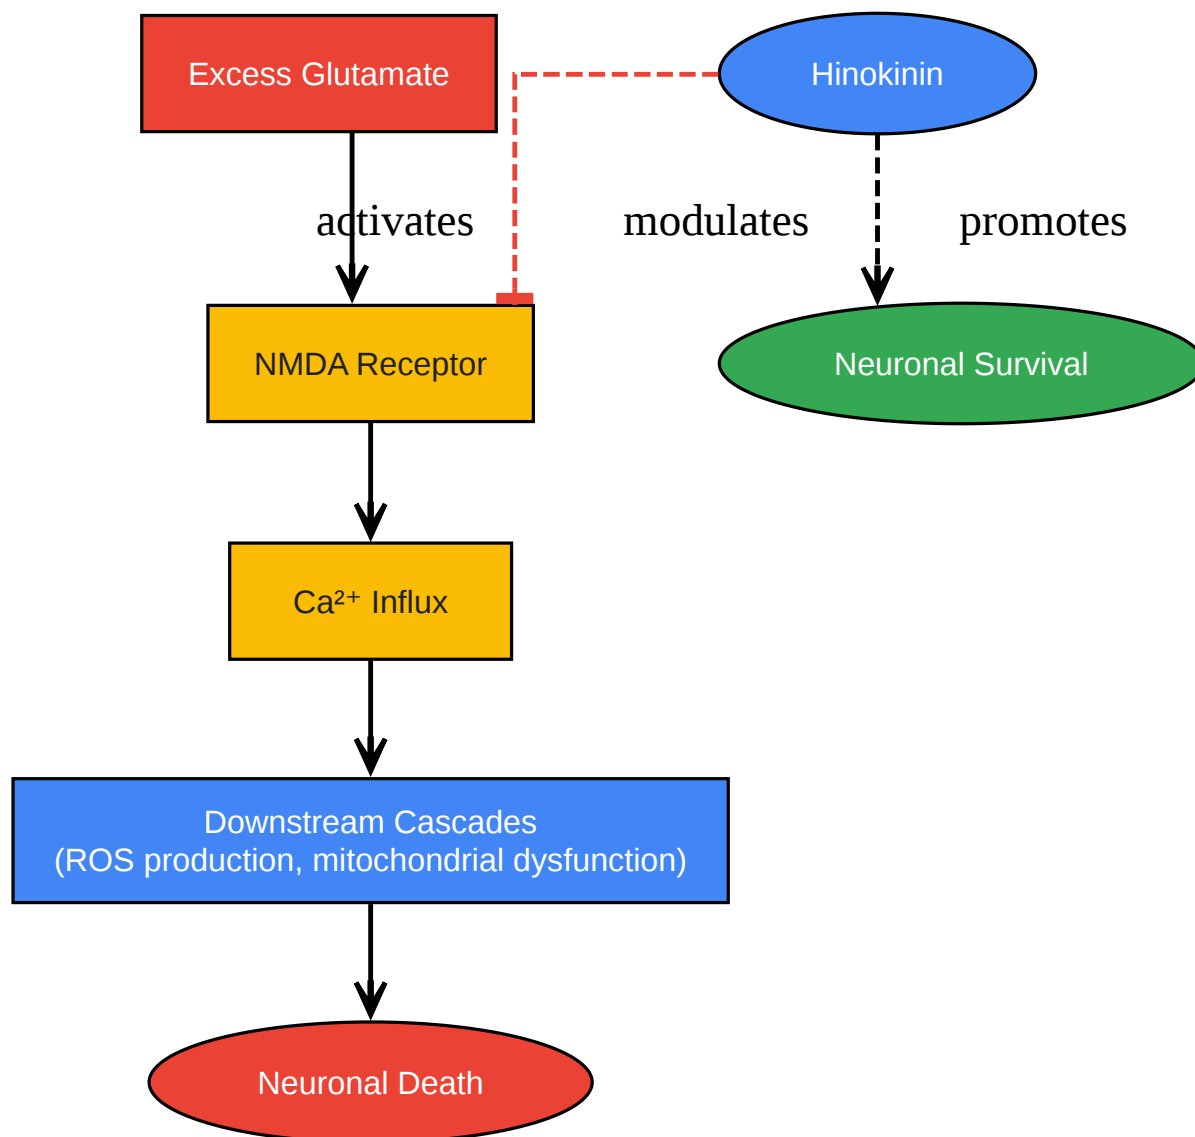 Excess Glutamate
Hinokinin
activates
modulates
promotes
NMDA Receptor
Neuronal Survival
Ca²⁺ Influx
Downstream Cascades
(ROS production, mitochondrial dysfunction)
Neuronal Death